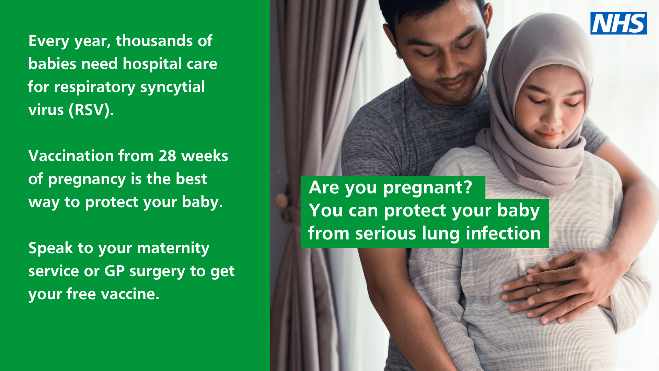 Every year, thousands of
babies need hospital care
for respiratory syncytial
virus (RSV).
Vaccination from 28 weeks
of pregnancy is the best
way to protect your baby.
Speak to your maternity
service or GP surgery to get
your free vaccine.
NHS
Are you pregnant?
You can protect your baby
from serious lung infection